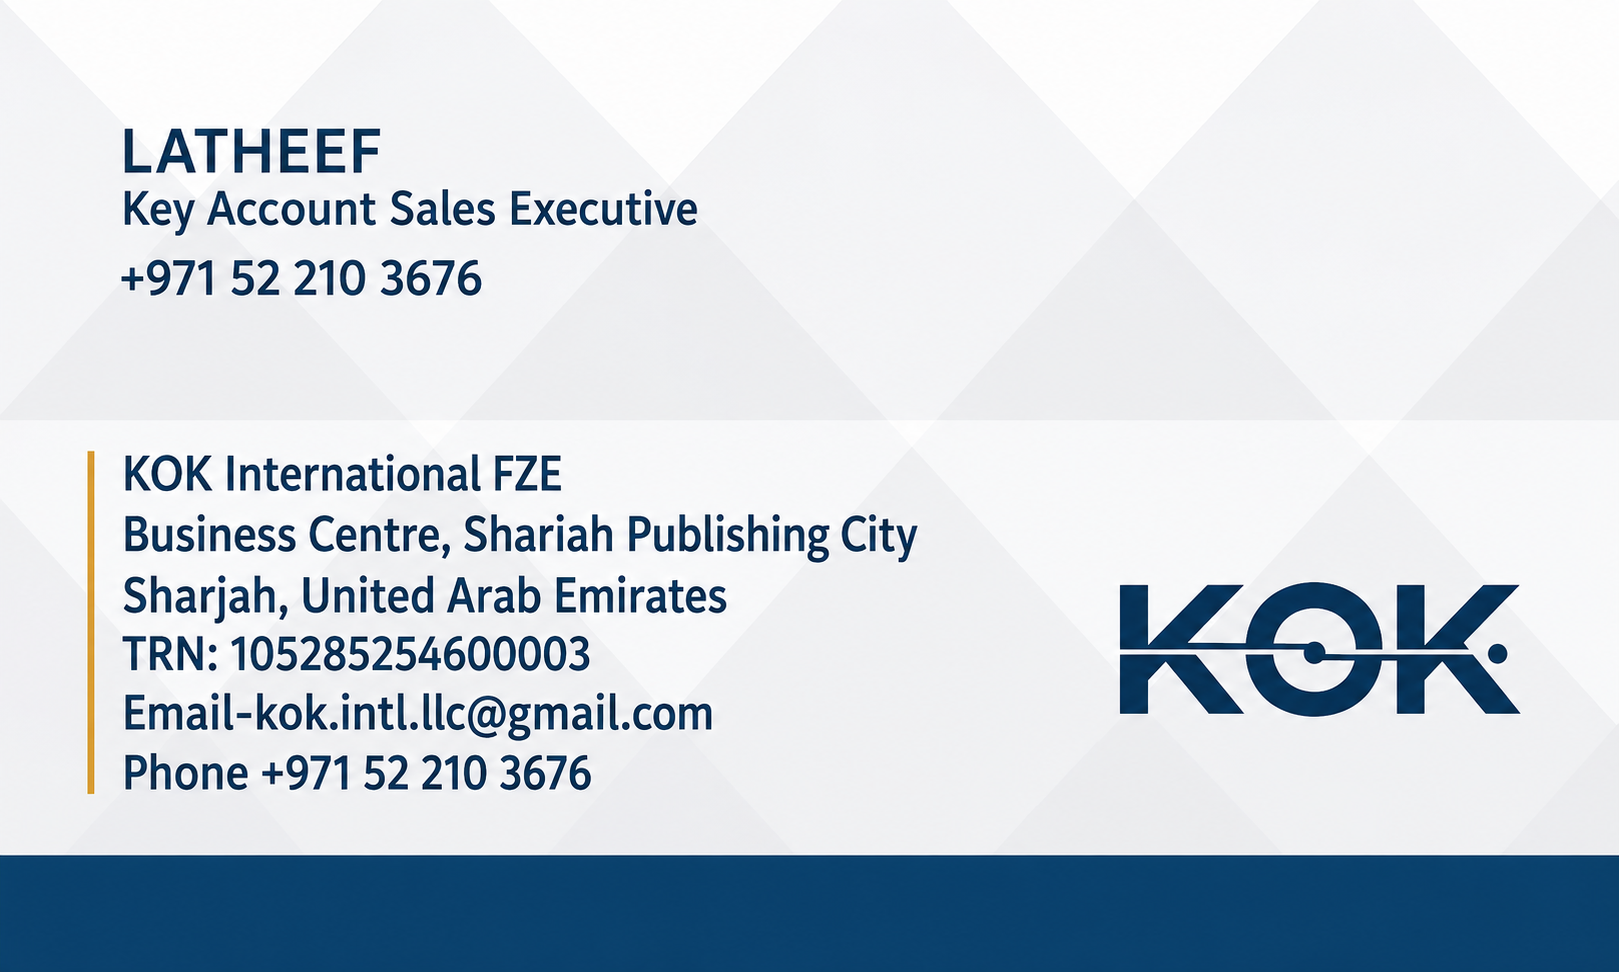 LATHEEF
Key Account Sales Executive
+971 52 210 3676
KOK International FZE
Business Centre, Shariah Publishing City
Sharjah, United Arab Emirates
TRN: 105285254600003
Email-kok.intl.llc@gmail.com
Phone +971 52 210 3676
KOK